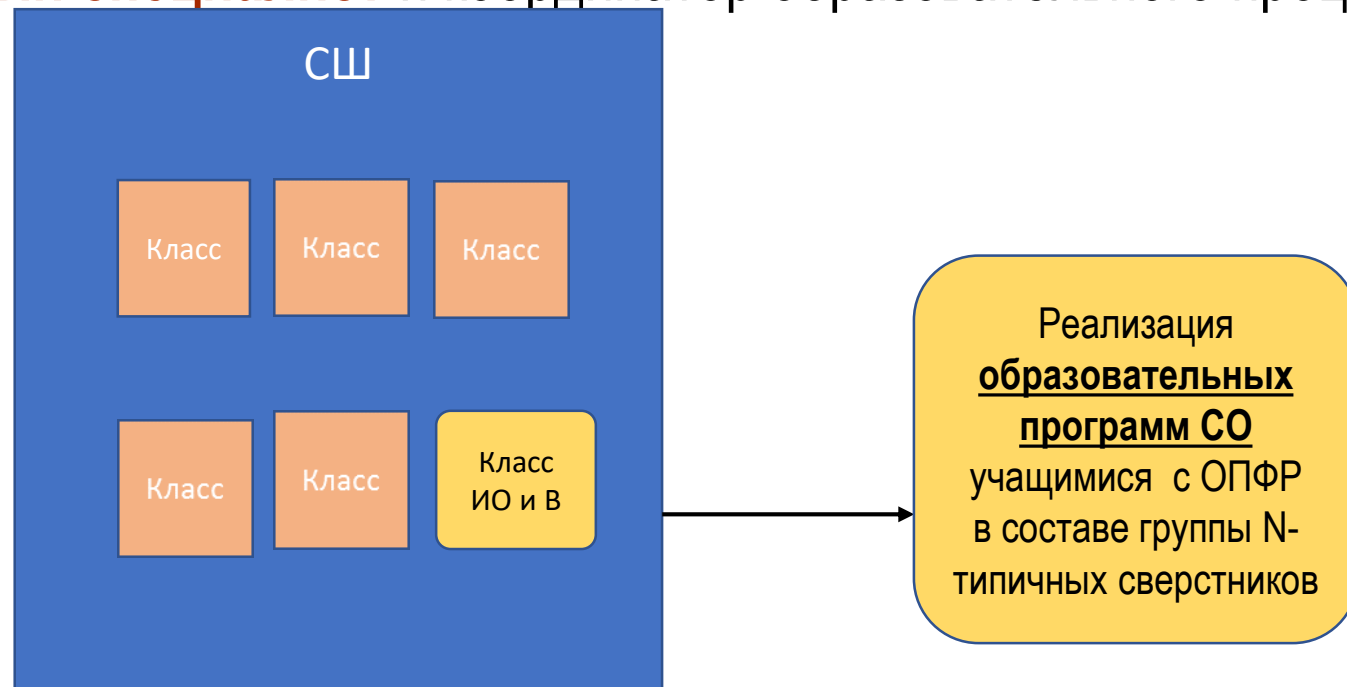 СШ
Класс Класс Класс
Класс Класс Класс
ИО и В
Реализация
образовательных
программ СО
учащимися с ОПФР
в составе группы N-
типичных сверстников